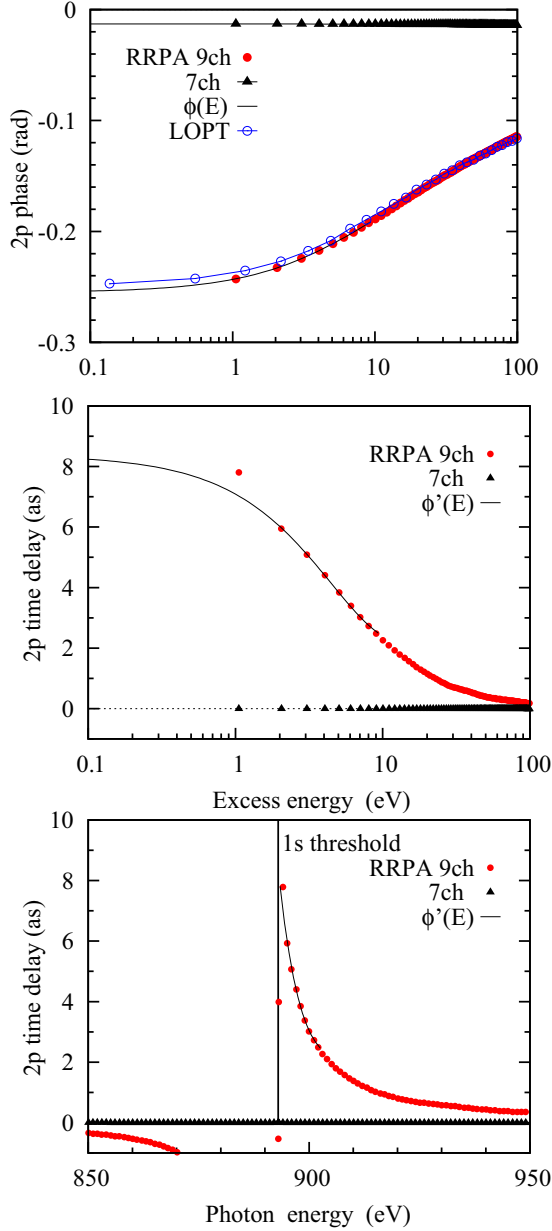 0
-0.1
-0.2
-0.3
2p phase (rad)
RRPA 9ch
7ch
ϕ(E)
LOPT
0.1 1 10 100
10
8
6
4
2
0
2p time delay (as)
RRPA 9ch
7ch
ϕ'(E)
0.1 1 10 100
Excess energy (eV)
10
8
6
4
2
0
2p time delay (as)
1s threshold
RRPA 9ch
7ch
ϕ'(E)
850 900 950
Photon energy (eV)